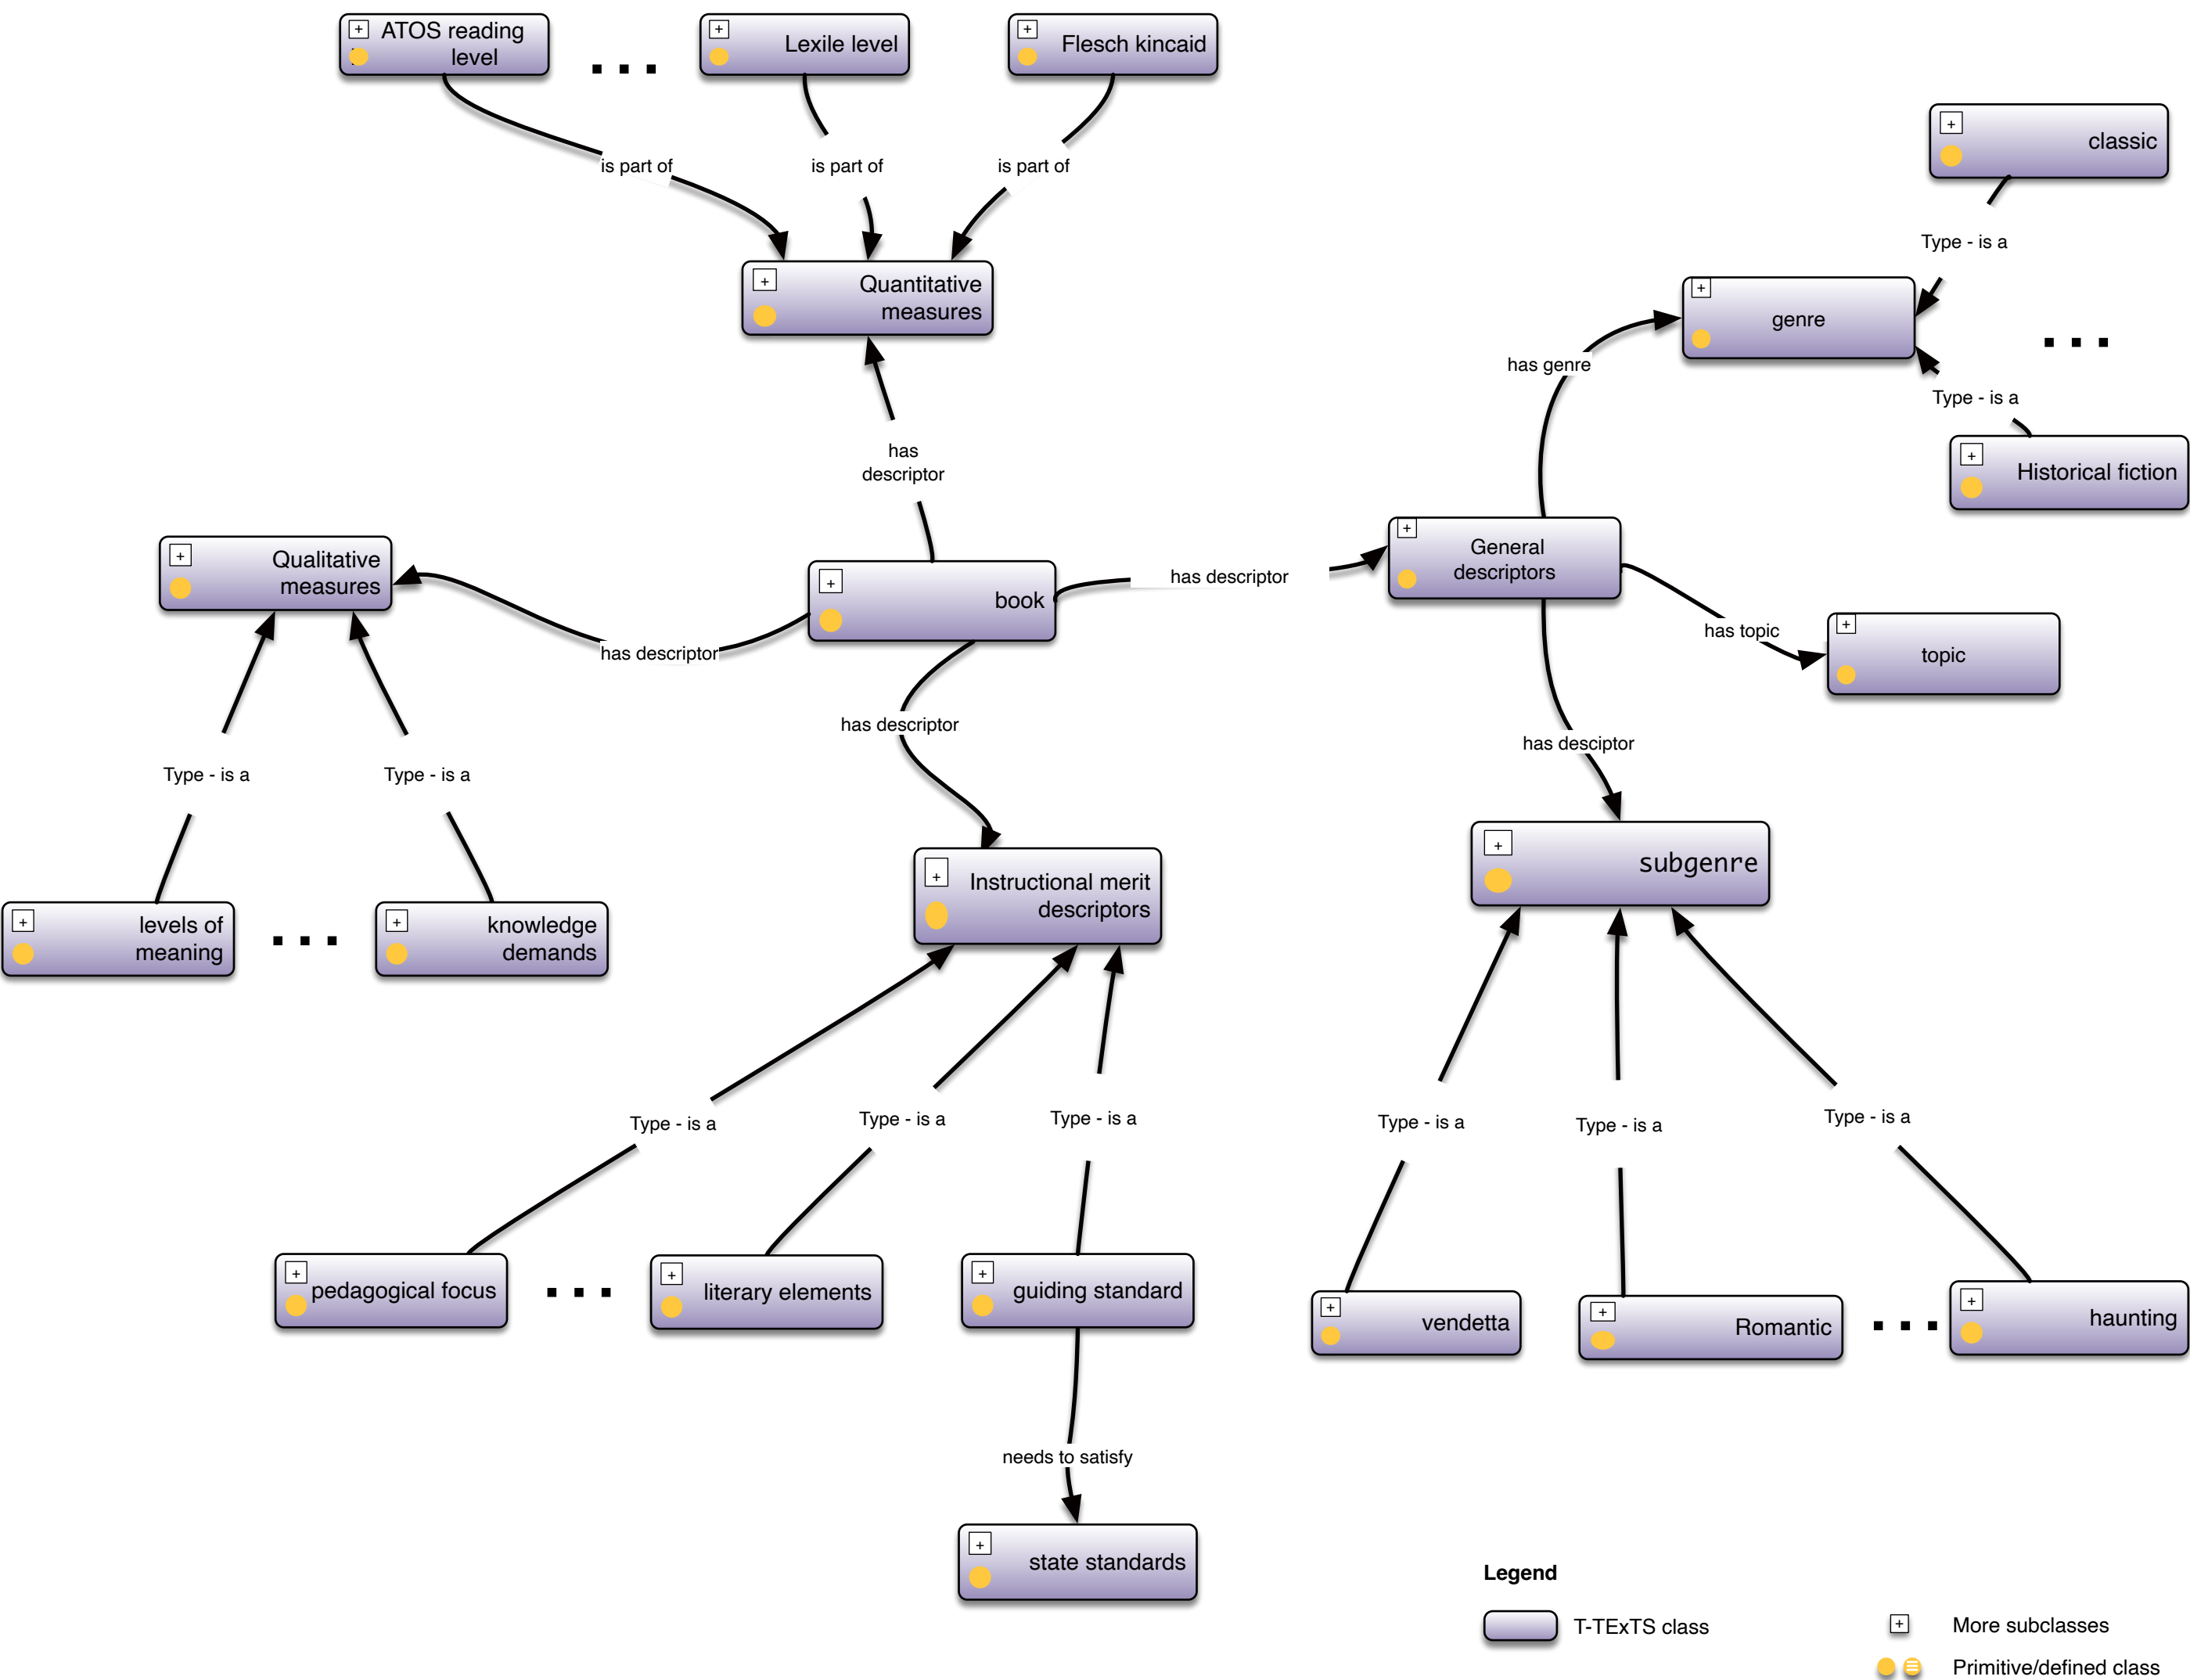 ATOS reading
level
Lexile level
Flesch kincaid
classic
is part of
is part of
is part of
Type - is a
Quantitative
measures
genre
has genre
Type - is a
has
descriptor
Historical fiction
Qualitative
measures
General
descriptors
book
has descriptor
has descriptor
has topic
topic
has descriptor
has desciptor
Type - is a
Type - is a
subgenre
Instructional merit
descriptors
levels of
meaning
knowledge
demands
Type - is a
Type - is a
Type - is a
Type - is a
Type - is a
Type - is a
pedagogical focus
literary elements
guiding standard
vendetta
Romantic
haunting
needs to satisfy
state standards
Legend
T-TExTS class
More subclasses
Primitive/defined class